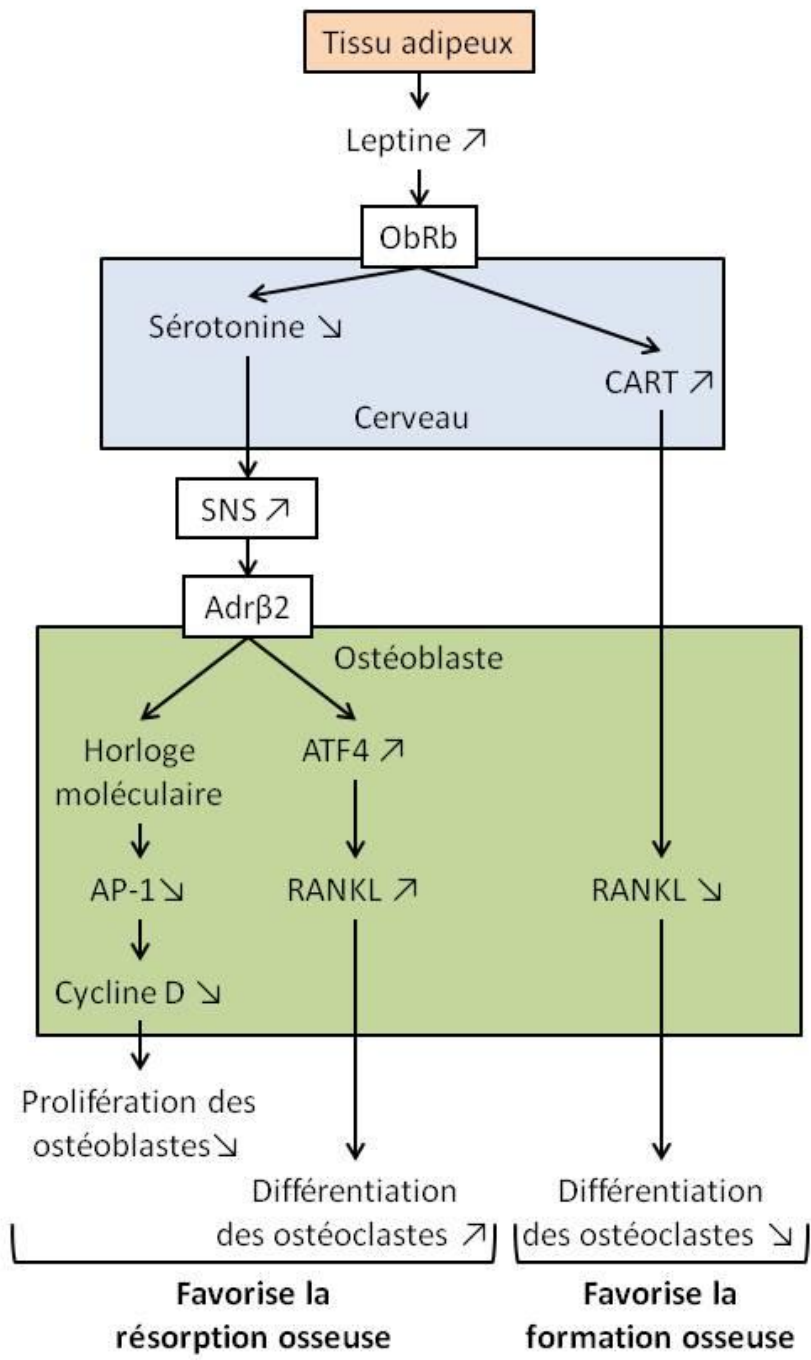 Tissu adipeux
Leptine ↗
ObRb
Sérotonine ↘
CART ↗
Cerveau
SNS ↗
Adrβ2
Ostéoblaste
Horloge
moléculaire
ATF4 ↗
AP-1↘
RANKL ↗
RANKL ↘
Cycline D ↘
Prolifération des
ostéoblastes↘
Différentiation
des ostéoclastes ↗
Différentiation
des ostéoclastes ↘
Favorise la
résorption osseuse
Favorise la
formation osseuse